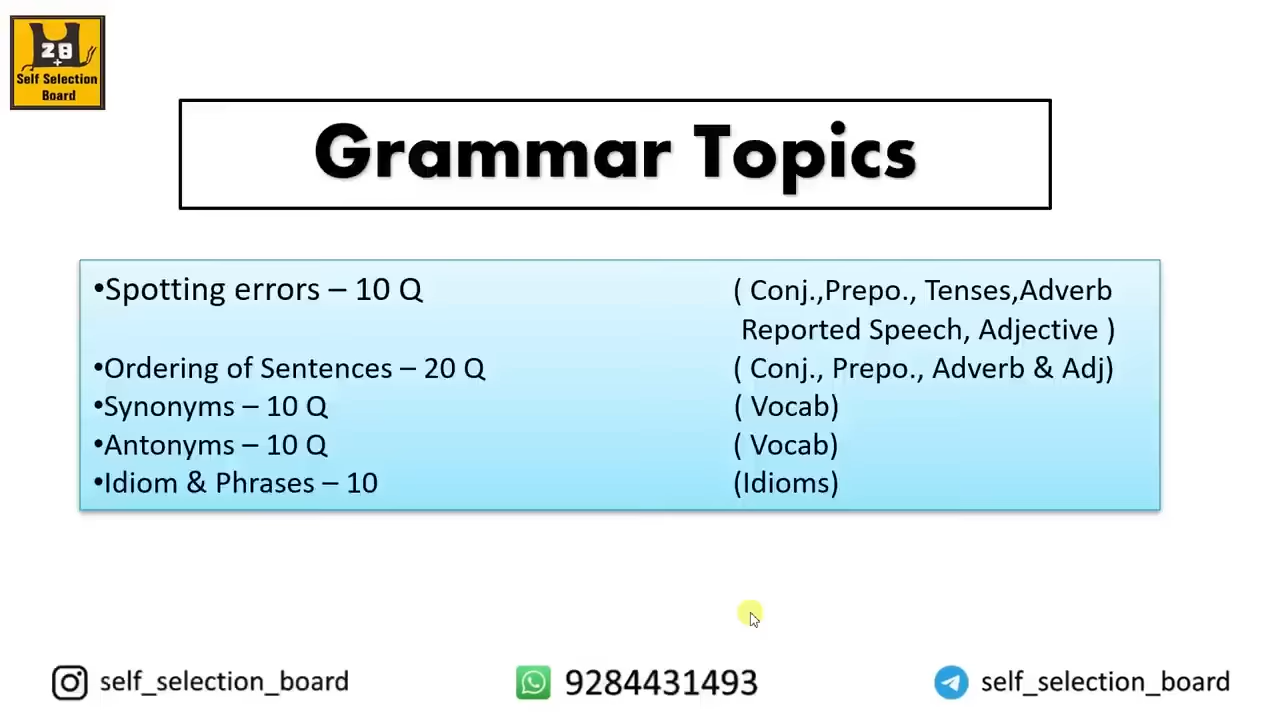 28
+
Self Selection
Board
Grammar Topics
•Spotting errors – 10 Q ( Conj.,Prepo., Tenses,Adverb
Reported Speech, Adjective )
•Ordering of Sentences – 20 Q ( Conj., Prepo., Adverb & Adj)
•Synonyms – 10 Q ( Vocab)
•Antonyms – 10 Q ( Vocab)
•Idiom & Phrases – 10 (Idioms)
self_selection_board 9284431493 self_selection_board